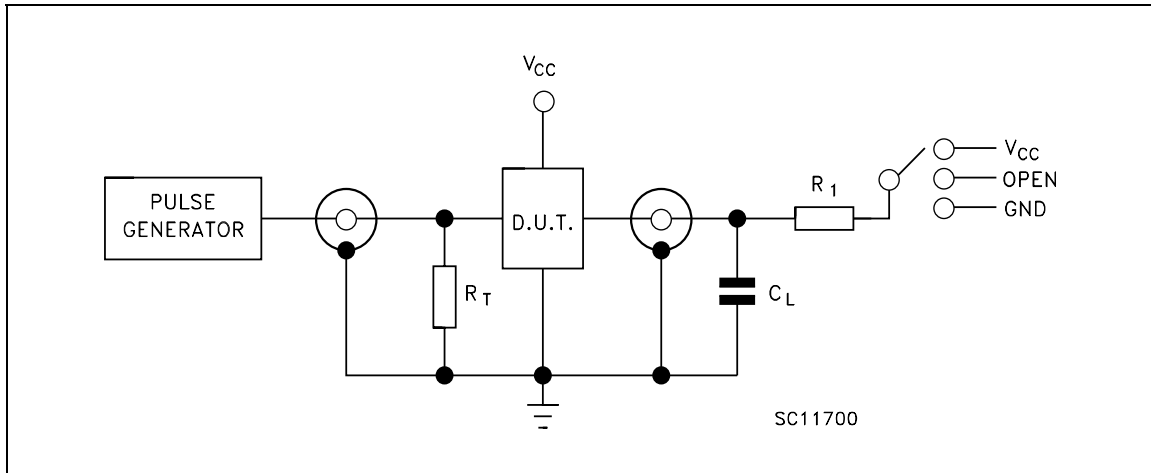 VCC
PULSE
GENERATOR
D.U.T.
RT
CL
R1
VCC
OPEN
GND
SC11700